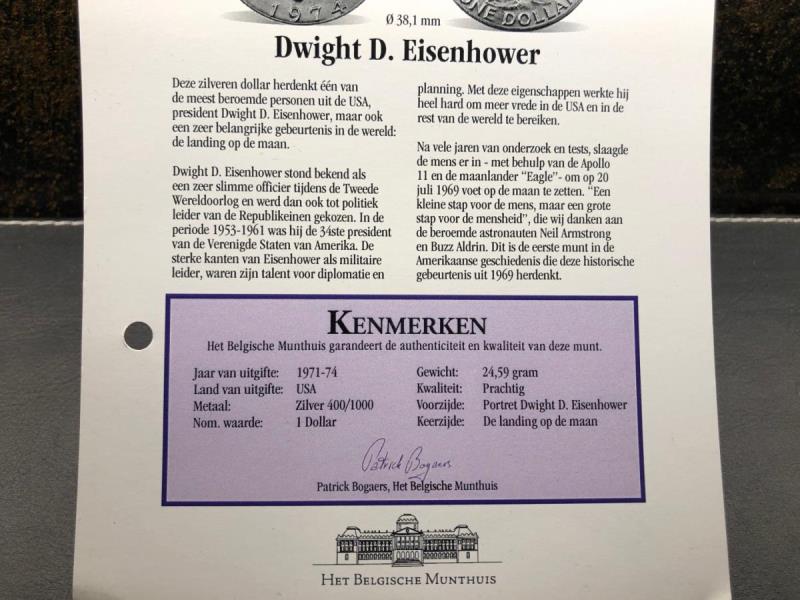 1974
ONE DOLLAR
Ø 38,1 mm
Dwight D. Eisenhower
Deze zilveren dollar herdenkt één van
de meest beroemde personen uit de USA,
president Dwight D. Eisenhower, maar ook
een zeer belangrijke gebeurtenis in de wereld:
de landing op de maan.
Dwight D. Eisenhower stond bekend als
een zeer slimme officier tijdens de Tweede
Wereldoorlog en werd dan ook tot politiek
leider van de Republikeinen gekozen. In de
periode 1953-1961 was hij de 34ste president
van de Verenigde Staten van Amerika. De
sterke kanten van Eisenhower als militaire
leider, waren zijn talent voor diplomatie en
planning. Met deze eigenschappen werkte hij
heel hard om meer vrede in de USA en in de
rest van de wereld te bereiken.
Na vele jaren van onderzoek en tests, slaagde
de mens er in - met behulp van de Apollo
11 en de maanlander “Eagle”- om op 20
juli 1969 voet op de maan te zetten. “Een
kleine stap voor de mens, maar een grote
stap voor de mensheid”, die wij danken aan
de beroemde astronauten Neil Armstrong
en Buzz Aldrin. Dit is de eerste munt in de
Amerikaanse geschiedenis die deze historische
gebeurtenis uit 1969 herdenkt.
KENMERKEN
Het Belgische Munthuis garandeert de authenticiteit en kwaliteit van deze munt.
Jaar van uitgifte: 1971-74
Land van uitgifte: USA
Metaal: Zilver 400/1000
Nom. waarde: 1 Dollar
Gewicht: 24,59 gram
Kwaliteit: Prachtig
Voorzijde: Portret Dwight D. Eisenhower
Keerzijde: De landing op de maan
Patrick Bogaers
Patrick Bogaers, Het Belgische Munthuis
HET BELGISCHE MUNTHUIS